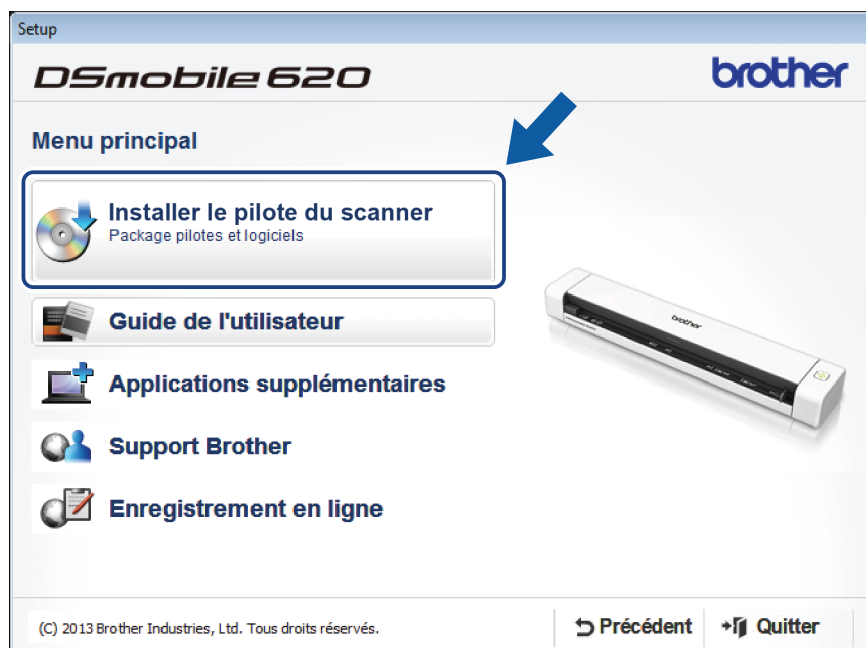 Setup
DSmobile 620
brother
Menu principal
Installer le pilote du scanner
Package pilotes et logiciels
Guide de l'utilisateur
Applications supplémentaires
Support Brother
Enregistrement en ligne
brother
(C) 2013 Brother Industries, Ltd. Tous droits réservés.
Précédent
Quitter